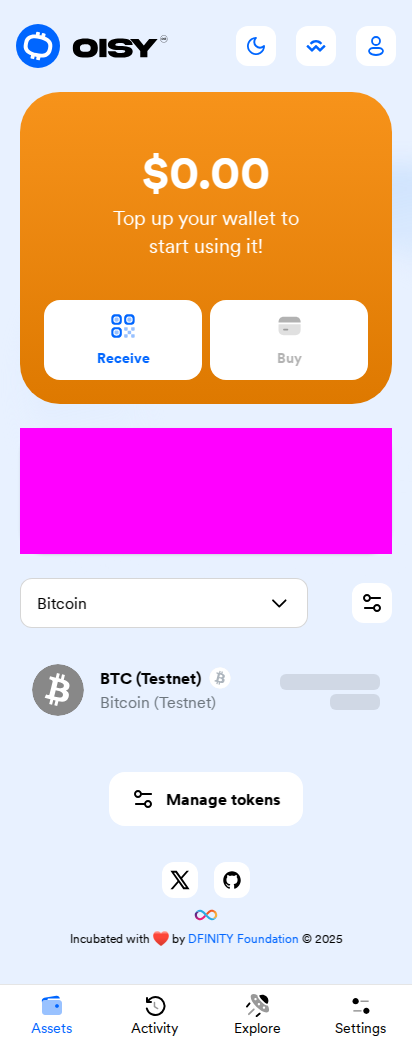 OISY
$0.00
Top up your wallet to
start using it!
Receive
Buy
Bitcoin
BTC (Testnet)
Bitcoin (Testnet)
Manage tokens
Incubated with ❤️ by DFINITY Foundation © 2025
Assets
Activity
Explore
Settings